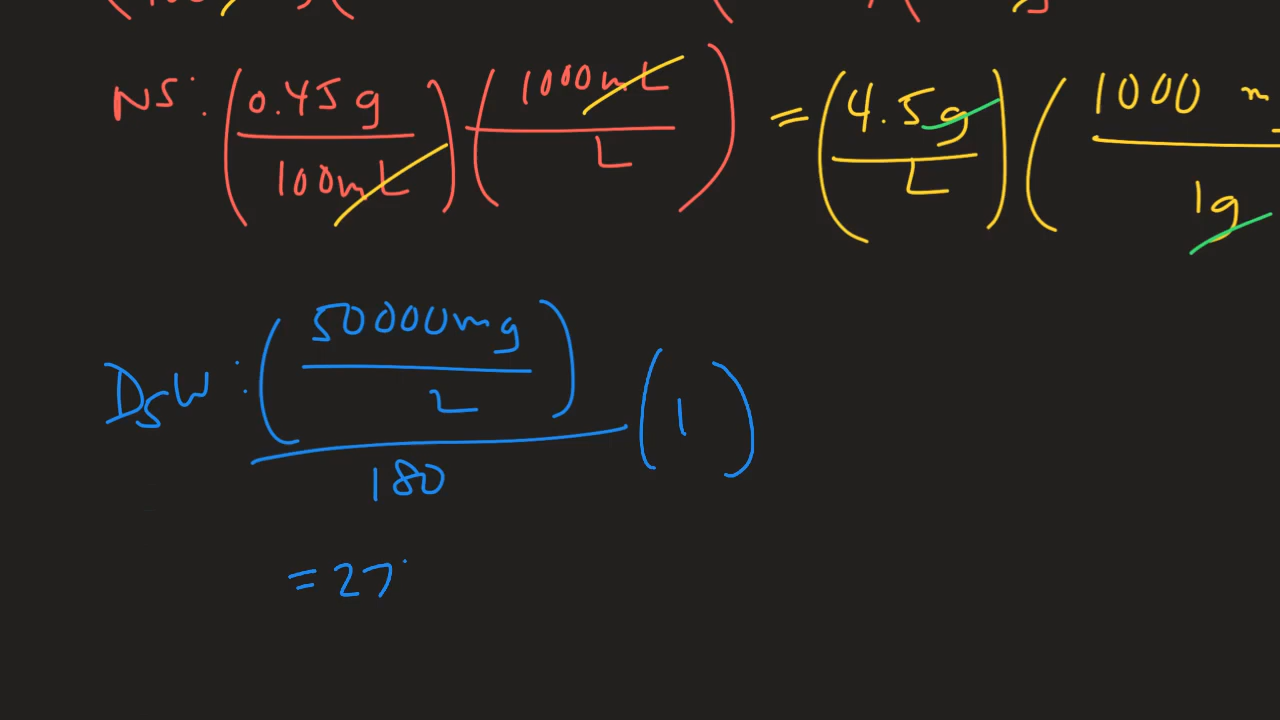 NS: (0.45g / 100mL) (1000mL / L) = (4.5g / L) (1000 m / 1g
D5W: (50000mg / L) / 180 (1)
= 27